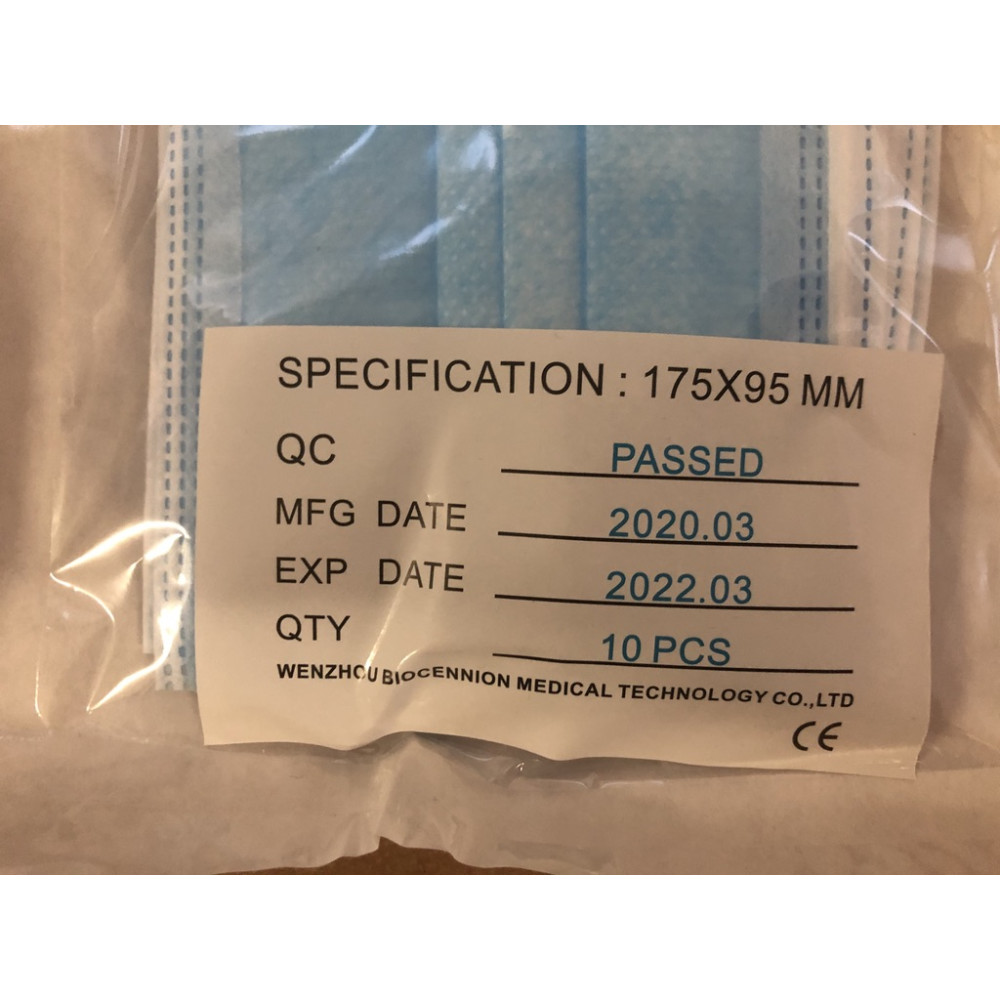 SPECIFICATION : 175X95 MM
QC PASSED
MFG DATE 2020.03
EXP DATE 2022.03
QTY 10 PCS
WENZHOU BIOCENNION MEDICAL TECHNOLOGY CO.,LTD
CE